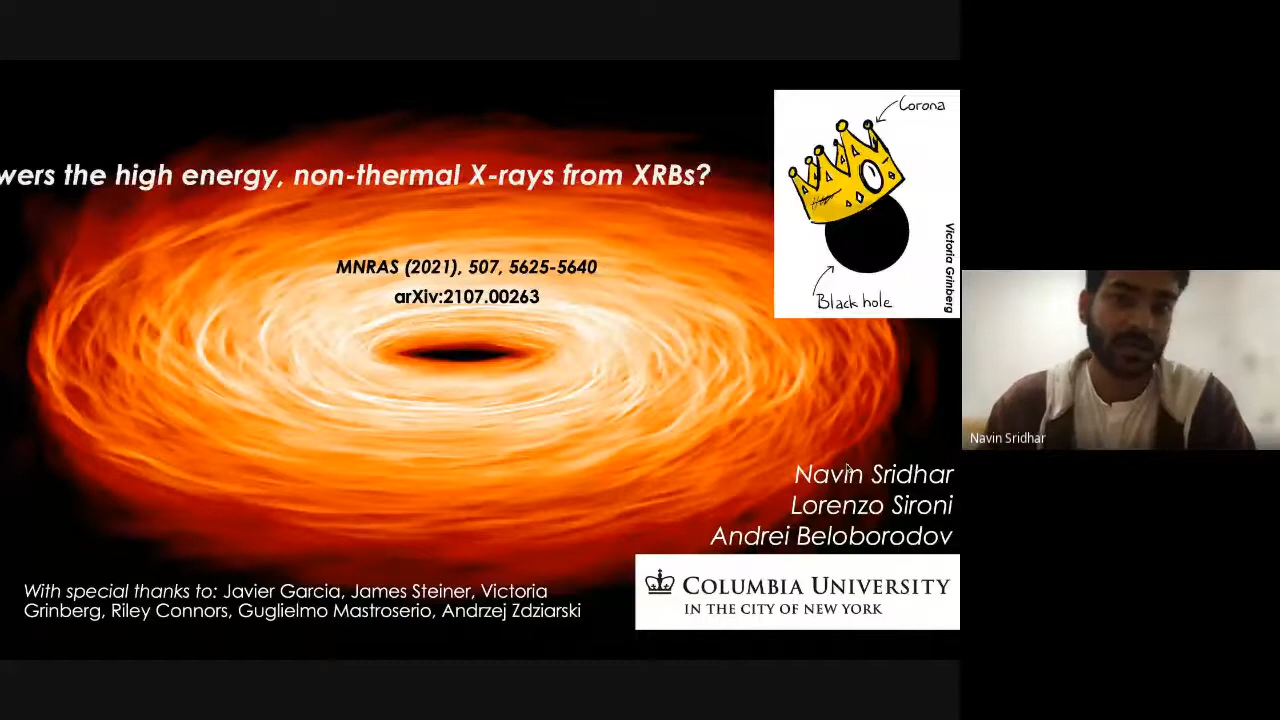 wers the high energy, non-thermal X-rays from XRBs?
MNRAS (2021), 507, 5625-5640
arXiv:2107.00263
Corona
Black hole
Victoria Grinberg
Navin Sridhar
Navin Sridhar
Lorenzo Sironi
Andrei Beloborodov
COLUMBIA UNIVERSITY
IN THE CITY OF NEW YORK
With special thanks to: Javier Garcia, James Steiner, Victoria
Grinberg, Riley Connors, Guglielmo Mastroserio, Andrzej Zdziarski